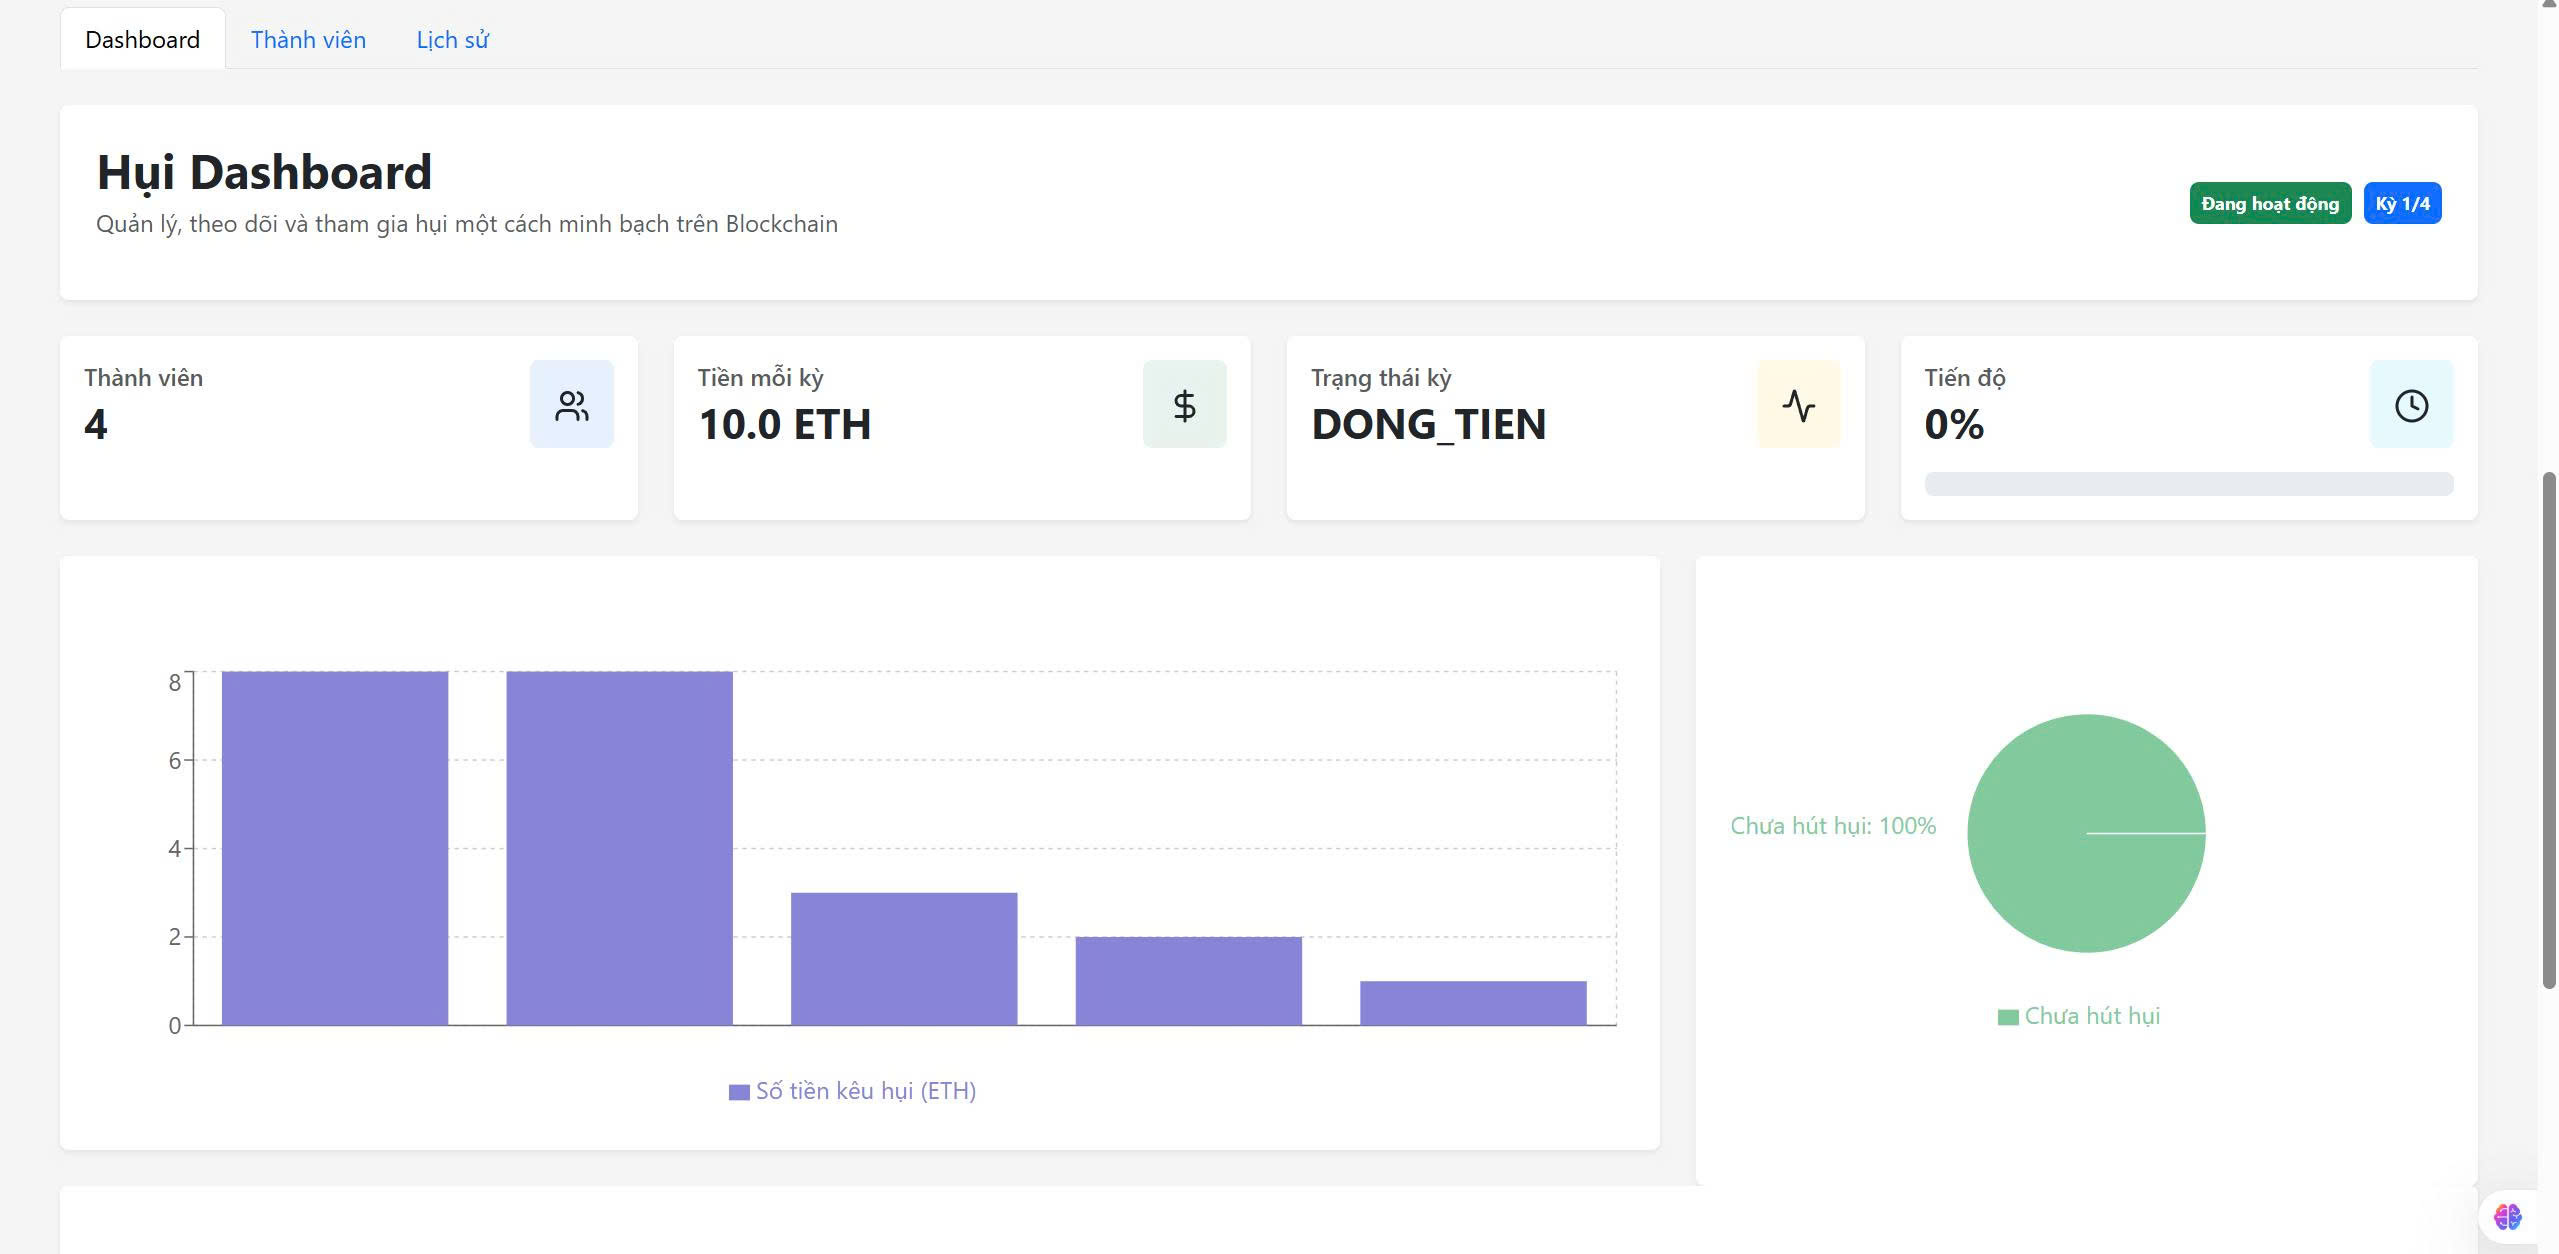 Dashboard Thành viên Lịch sử
Hụi Dashboard
Quản lý, theo dõi và tham gia hụi một cách minh bạch trên Blockchain
Đang hoạt động Kỳ 1/4
Thành viên
4
Tiền mỗi kỳ
10.0 ETH
Trạng thái kỳ
DONG_TIEN
Tiến độ
0%
8
6
4
2
0
Số tiền kêu hụi (ETH)
Chưa hút hụi: 100%
Chưa hút hụi